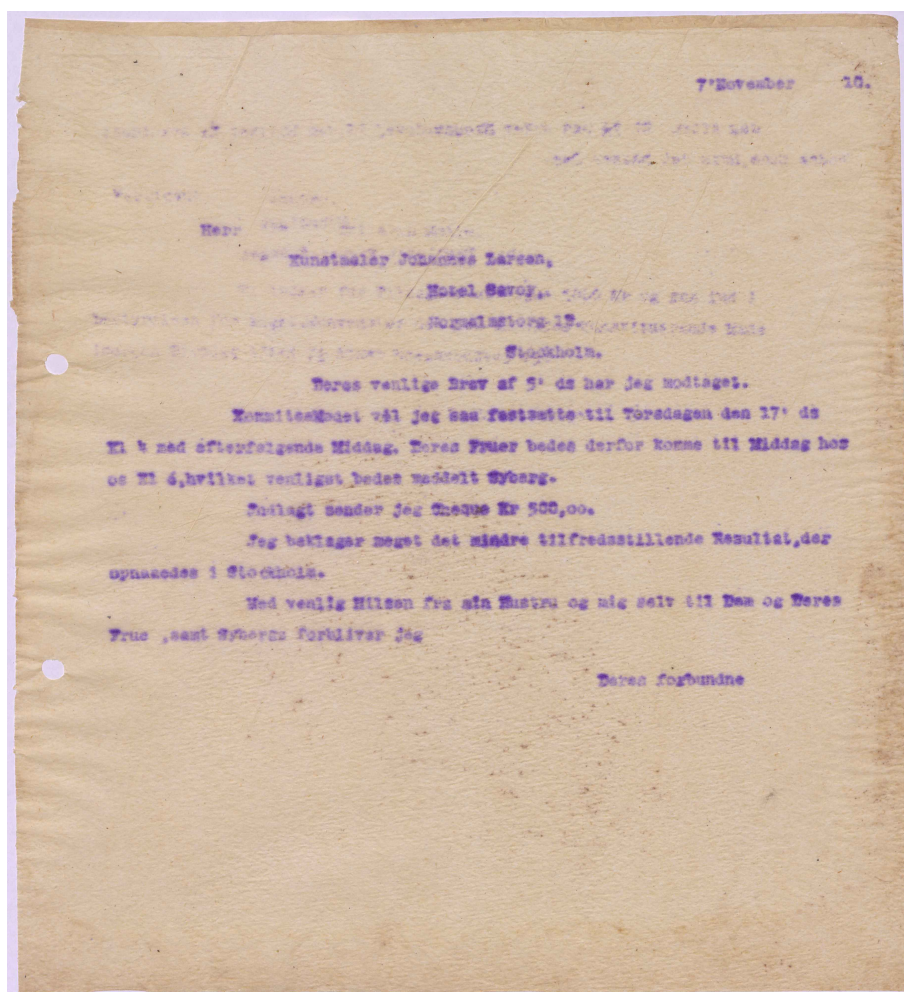 7'November 10.
Herr
Kunstmaler Johannes Larsen,
Hotel Savoy,
Normalmstorg 19.
Stockholm.
Deres venlige Brev af 5' ds har jeg modtaget.
KommiteeMødet vil jeg saa fastsætte til Torsdagen den 17' ds
Kl 4 med efterfølgende Middag. Deres Fruer bedes derfor komme til Middag hos
os Kl 6,hvilket venligst bedes meddelt Syberg.
Indlagt sender jeg Cheque Kr 500,oo.
Jeg beklager meget det mindre tilfredsstillende Resultat,der
opnaaedes i Stockholm.
Med venlig Hilsen fra min Hustru og mig selv til Dem og Deres
Frue ,samt Sybergs forbliver jeg
Deres forbundne